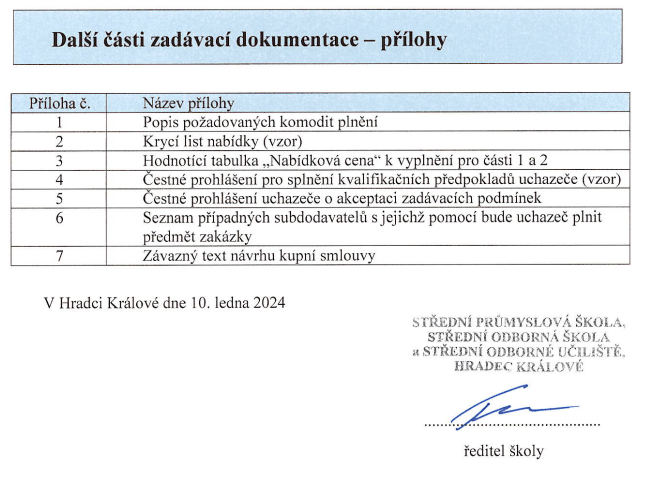 Další části zadávací dokumentace – přílohy
Příloha č. Název přílohy
1 Popis požadovaných komodit plnění
2 Krycí list nabídky (vzor)
3 Hodnotící tabulka „Nabídková cena“ k vyplnění pro části 1 a 2
4 Čestné prohlášení pro splnění kvalifikačních předpokladů uchazeče (vzor)
5 Čestné prohlášení uchazeče o akceptaci zadávacích podmínek
6 Seznam případných subdodavatelů s jejichž pomocí bude uchazeč plnit
předmět zakázky
7 Závazný text návrhu kupní smlouvy
V Hradci Králové dne 10. ledna 2024
STŘEDNÍ PRŮMYSLOVÁ ŠKOLA,
STŘEDNÍ ODBORNÁ ŠKOLA
a STŘEDNÍ ODBORNÉ UČILIŠTĚ,
HRADEC KRÁLOVÉ
ředitel školy